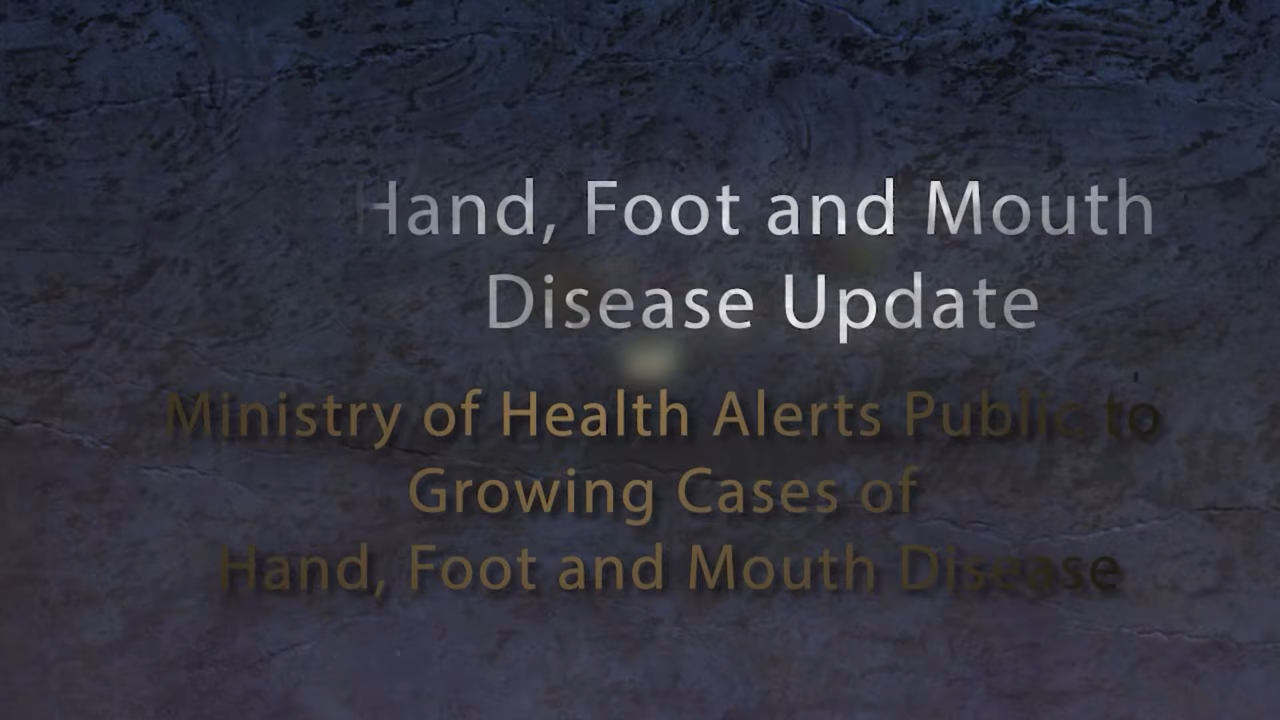 Hand, Foot and Mouth
Disease Update
Ministry of Health Alerts Public to
Growing Cases of
Hand, Foot and Mouth Disease